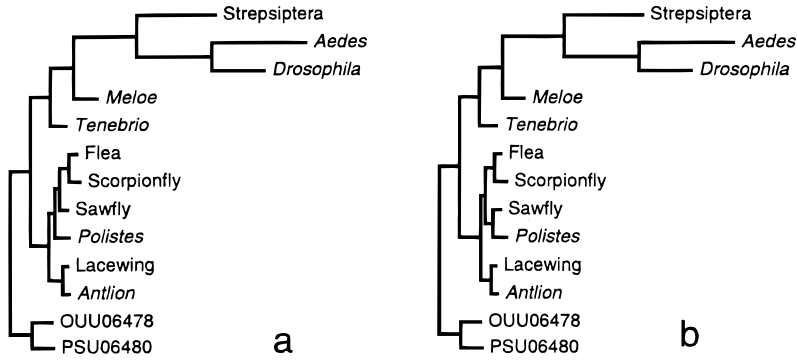 Strepsiptera
Aedes
Drosophila
Meloe
Tenebrio
Flea
Scorpionfly
Sawfly
Polistes
Lacewing
Antlion
OUU06478
PSU06480
a
Strepsiptera
Aedes
Drosophila
Meloe
Tenebrio
Flea
Scorpionfly
Sawfly
Polistes
Lacewing
Antlion
OUU06478
PSU06480
b